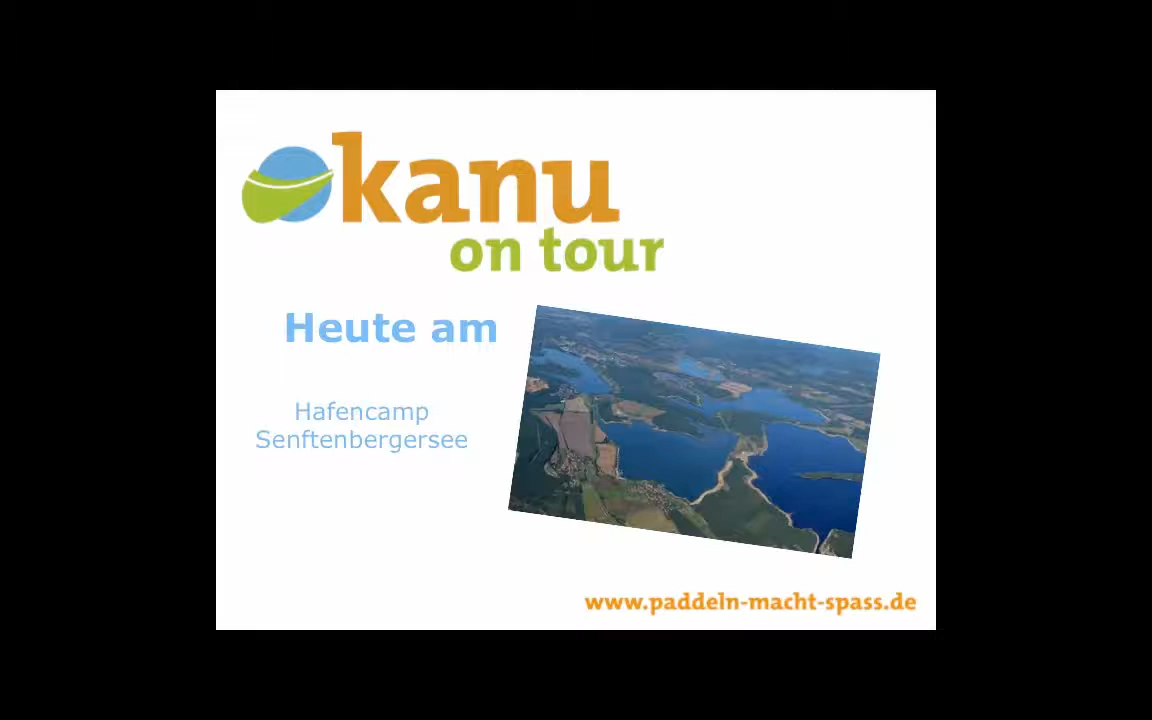 kanu
on tour
Heute am
Hafencamp
Senftenbergersee
www.paddeln-macht-spass.de